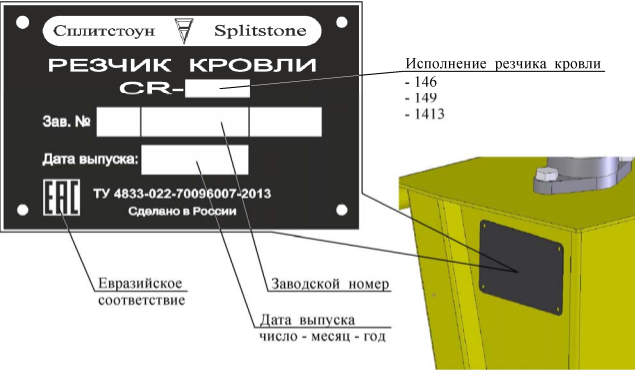 Сплитстоун Splitstone
РЕЗЧИК КРОВЛИ
CR-
Зав. №
Дата выпуска:
ЕАС ТУ 4833-022-70096007-2013
Сделано в России
Исполнение резчика кровли
- 146
- 149
- 1413
Евразийское
соответствие
Заводской номер
Дата выпуска
число - месяц - год